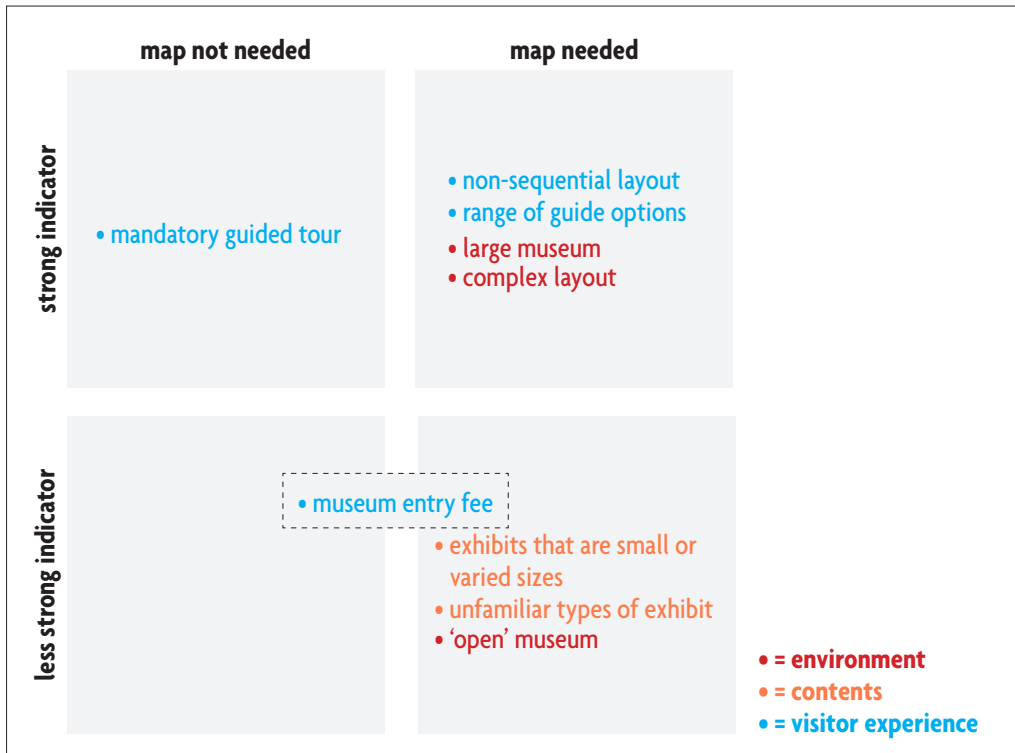 map not needed
map needed
strong indicator
• mandatory guided tour
• non-sequential layout
• range of guide options
• large museum
• complex layout
less strong indicator
• museum entry fee
• exhibits that are small or
varied sizes
• unfamiliar types of exhibit
• ‘open’ museum
• = environment
• = contents
• = visitor experience